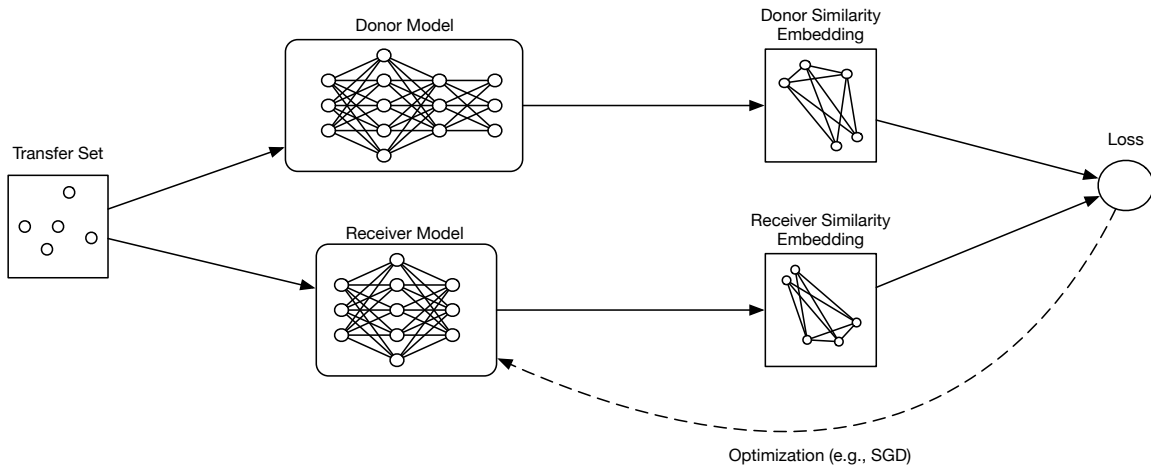 Donor Model
Donor Similarity
Embedding
Transfer Set
Loss
Receiver Model
Receiver Similarity
Embedding
Optimization (e.g., SGD)